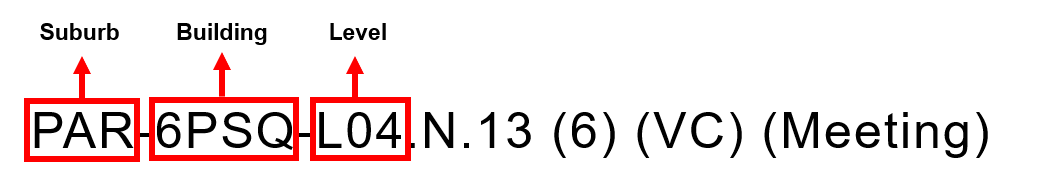 Suburb Building Level
PAR-6PSQ-L04.N.13 (6) (VC) (Meeting)